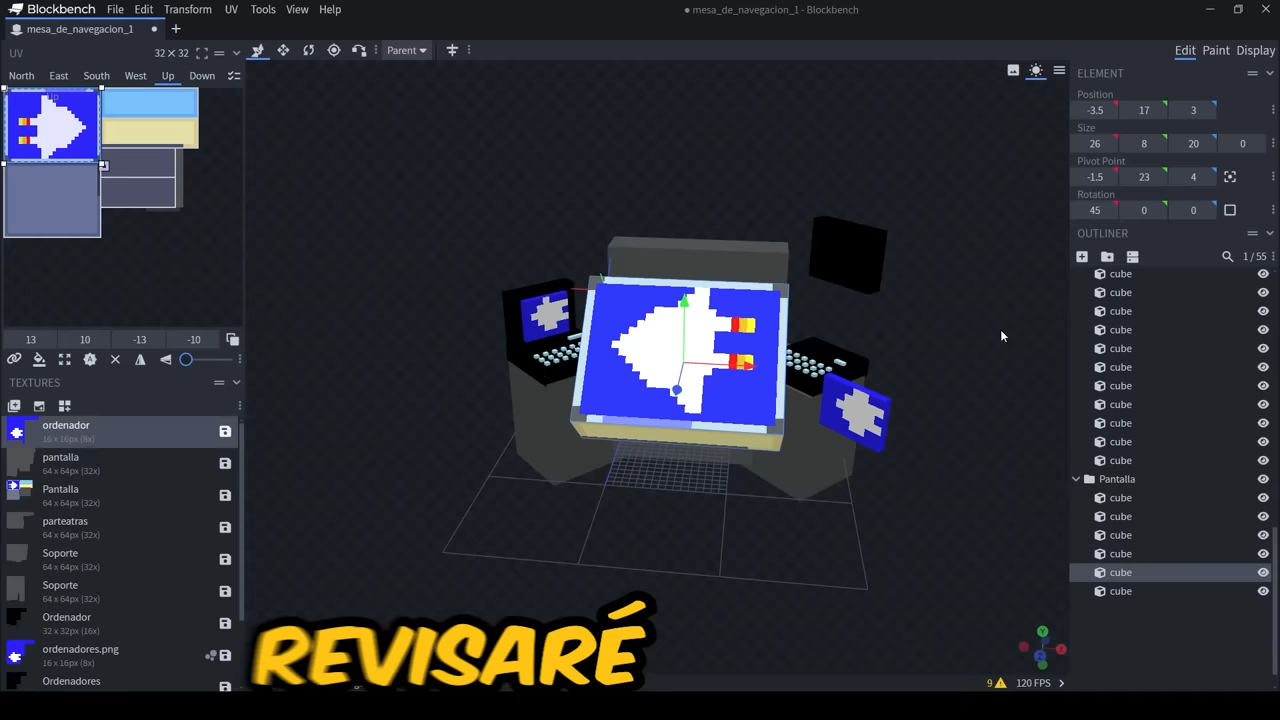 Blockbench
File Edit Transform UV Tools View Help
mesa_de_navegacion_1 - Blockbench
mesa_de_navegacion_1
UV
32 × 32
North East South West Up Down
13 10 -13 -10
TEXTURES
ordenador
16 x 16px (8x)
pantalla
64 x 64px (32x)
Pantalla
64 x 64px (32x)
parteatras
64 x 64px (32x)
Soporte
64 x 64px (32x)
Soporte
64 x 64px (32x)
Ordenador
32 x 32px (16x)
ordenadores.png
16 x 16px (8x)
Ordenadores
Parent
REVISARÉ
9
120 FPS
Edit Paint Display
ELEMENT
Position
-3.5 17 3
Size
26 8 20 0
Pivot Point
-1.5 23 4
Rotation
45 0 0
OUTLINER
1 / 55
cube
cube
cube
cube
cube
cube
cube
cube
cube
cube
cube
Pantalla
cube
cube
cube
cube
cube
cube